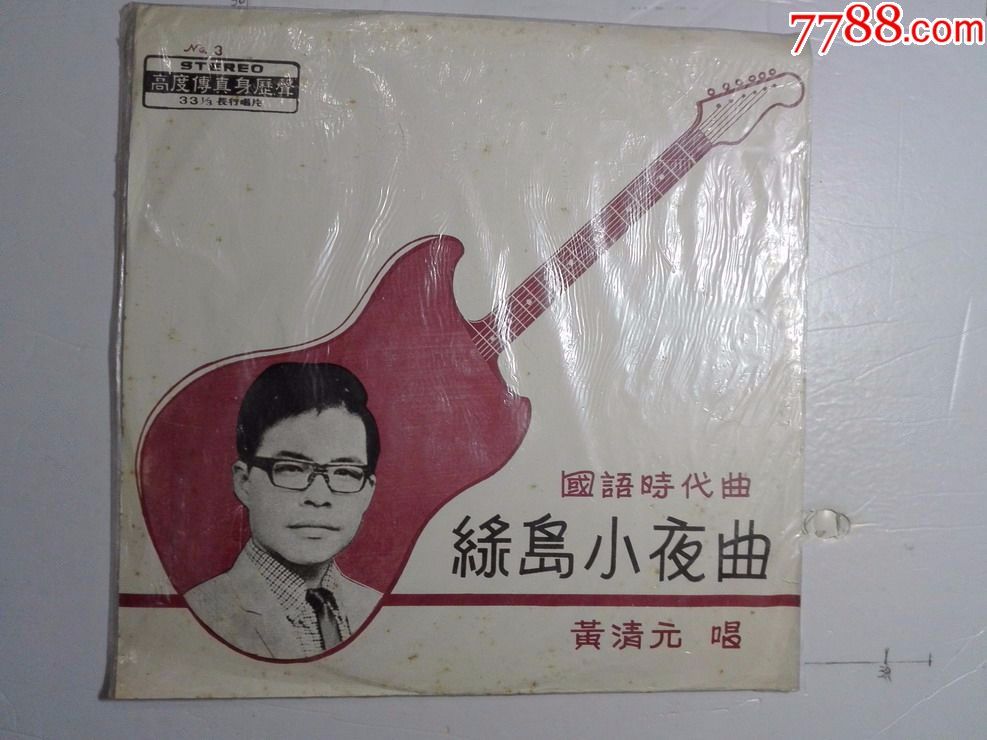 7788.com
No. 3
STEREO
高度傳真身歷聲
33⅓ 長行唱片
國語時代曲
綠島小夜曲
黃清元 唱